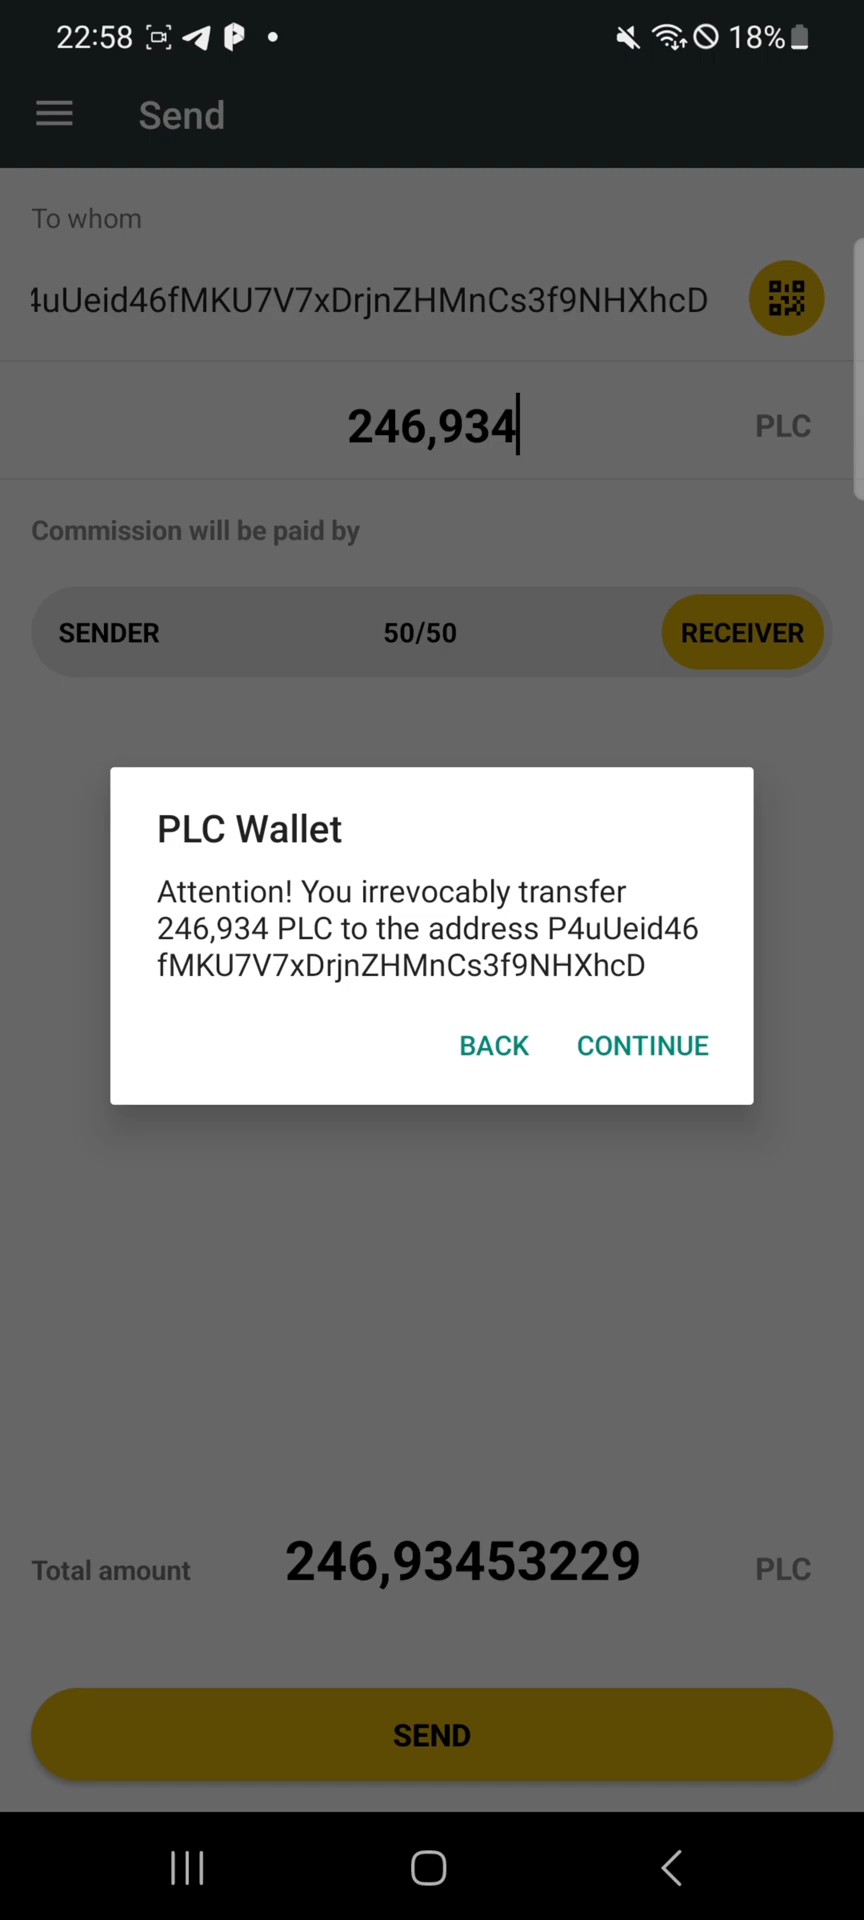 22:58 18%
Send
To whom
4uUeid46fMKU7V7xDrjnZHMnCs3f9NHXhcD
246,934 PLC
Commission will be paid by
SENDER 50/50 RECEIVER
PLC Wallet
Attention! You irrevocably transfer
246,934 PLC to the address P4uUeid46
fMKU7V7xDrjnZHMnCs3f9NHXhcD
BACK CONTINUE
Total amount 246,93453229 PLC
SEND